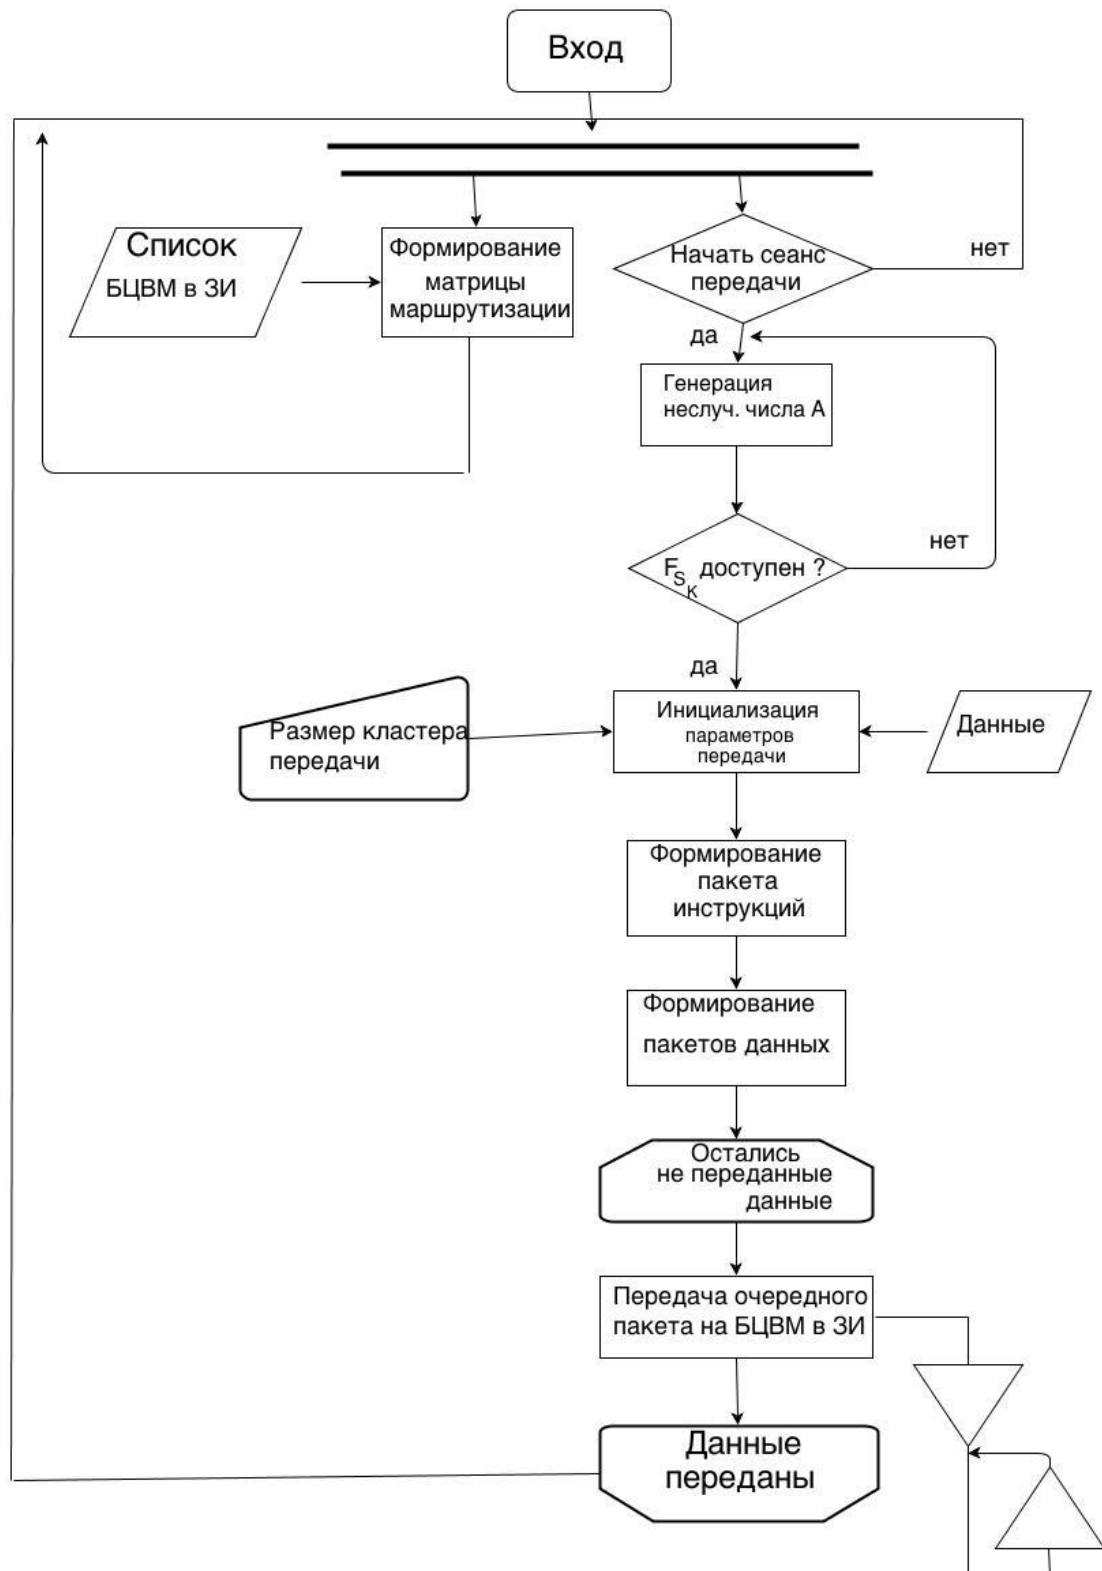 Вход
Список
БЦВМ в ЗИ
Формирование
матрицы
маршрутизации
Начать сеанс
передачи
нет
да
Генерация
неслуч. числа А
F_S_K доступен ?
нет
да
Размер кластера
передачи
Инициализация
параметров
передачи
Данные
Формирование
пакета
инструкций
Формирование
пакетов данных
Остались
не переданные
данные
Передача очередного
пакета на БЦВМ в ЗИ
Данные
переданы